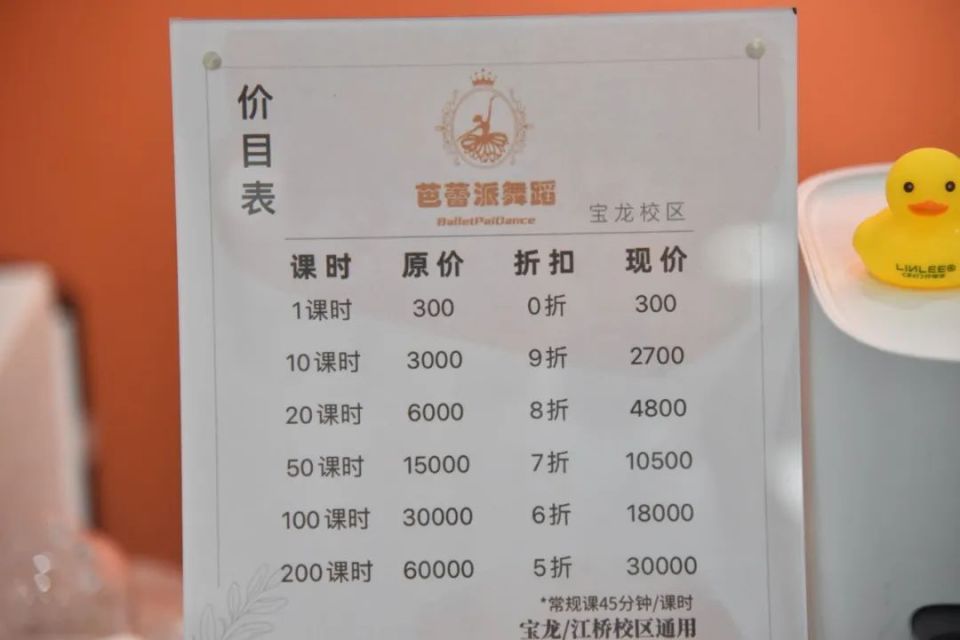 价目表
芭蕾派舞蹈
BalletPaiDance
宝龙校区
课时 原价 折扣 现价
1课时 300 0折 300
10课时 3000 9折 2700
20课时 6000 8折 4800
50课时 15000 7折 10500
100课时 30000 6折 18000
200课时 60000 5折 30000
*常规课45分钟/课时
宝龙/江桥校区通用
LINLEE®